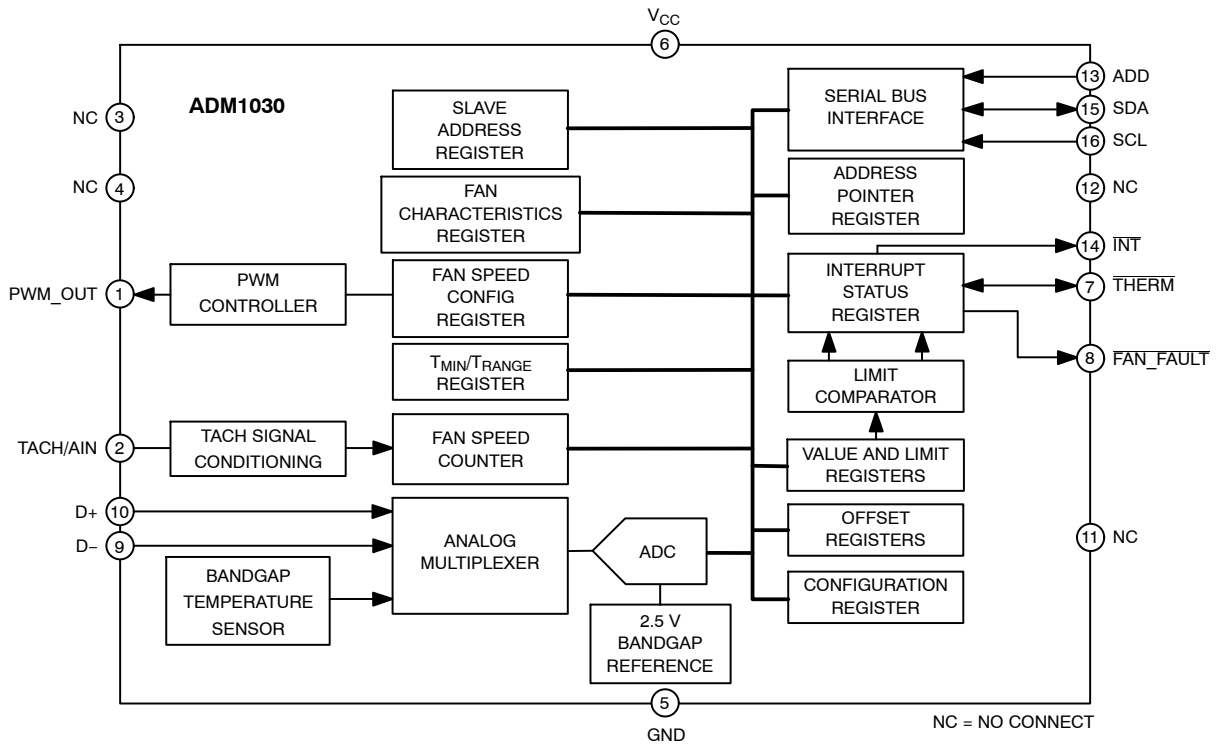 VCC
6
ADM1030
NC 3
NC 4
PWM_OUT 1
TACH/AIN 2
D+ 10
D− 9
SLAVE
ADDRESS
REGISTER
FAN
CHARACTERISTICS
REGISTER
PWM
CONTROLLER
FAN SPEED
CONFIG
REGISTER
TMIN/TRANGE
REGISTER
TACH SIGNAL
CONDITIONING
FAN SPEED
COUNTER
ANALOG
MULTIPLEXER
BANDGAP
TEMPERATURE
SENSOR
ADC
2.5 V
BANDGAP
REFERENCE
SERIAL BUS
INTERFACE
ADDRESS
POINTER
REGISTER
INTERRUPT
STATUS
REGISTER
LIMIT
COMPARATOR
VALUE AND LIMIT
REGISTERS
OFFSET
REGISTERS
CONFIGURATION
REGISTER
13 ADD
15 SDA
16 SCL
12 NC
14 INT
7 THERM
8 FAN_FAULT
11 NC
5
GND
NC = NO CONNECT